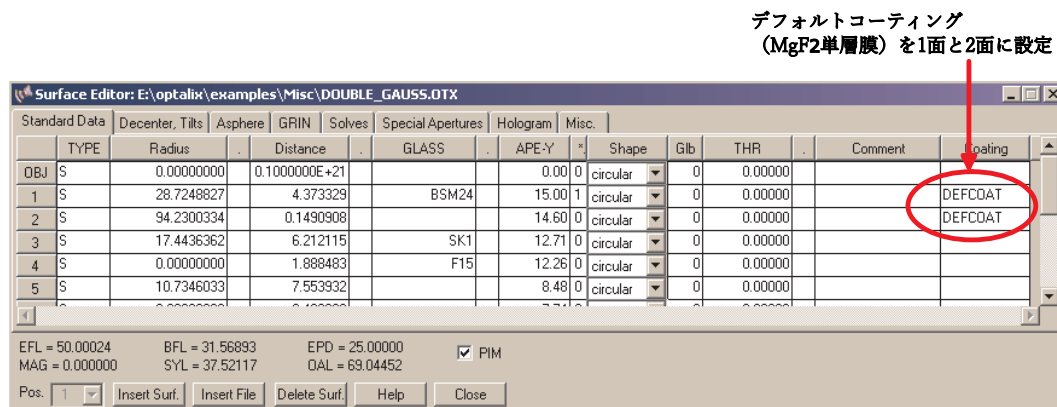 デフォルトコーティング
（MgF2単層膜）を1面と2面に設定
Surface Editor: E:\optalix\examples\Misc\DOUBLE_GAUSS.OTX
Standard Data Decenter, Tilts Asphere GRIN Solves Special Apertures Hologram Misc.
TYPE Radius . Distance . GLASS . APE-Y * Shape Glb THR . Comment Coating
OBJ S 0.00000000 0.1000000E+21 0.00 0 circular 0 0.00000
1 S 28.7248827 4.373329 BSM24 15.00 1 circular 0 0.00000 DEFCOAT
2 S 94.2300334 0.1490908 14.60 0 circular 0 0.00000 DEFCOAT
3 S 17.4436362 6.212115 SK1 12.71 0 circular 0 0.00000
4 S 0.00000000 1.888483 F15 12.26 0 circular 0 0.00000
5 S 10.7346033 7.553932 8.48 0 circular 0 0.00000
EFL = 50.00024 BFL = 31.56893 EPD = 25.00000 PIM
MAG = 0.000000 SYL = 37.52117 OAL = 69.04452
Pos. 1 Insert Surf. Insert File Delete Surf. Help Close